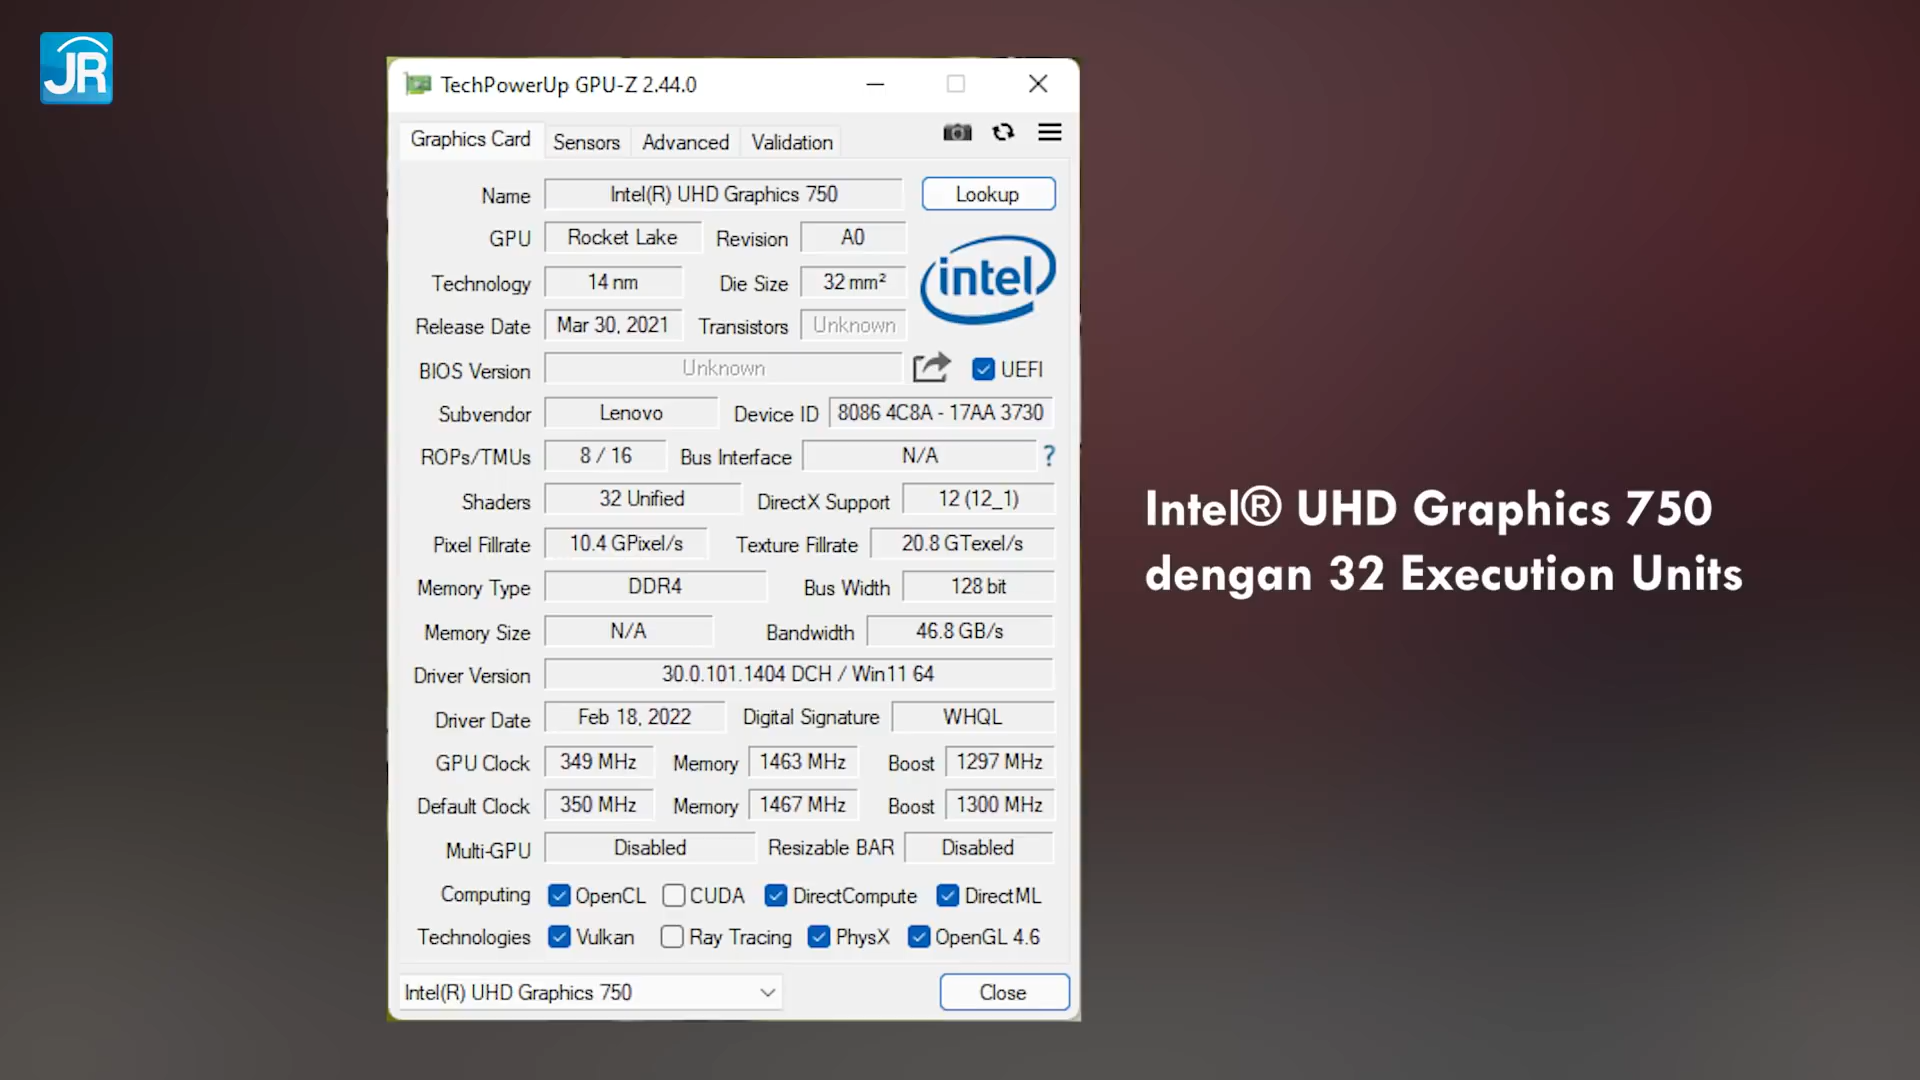 JR
TechPowerUp GPU-Z 2.44.0
Graphics Card Sensors Advanced Validation
Name Intel(R) UHD Graphics 750 Lookup
GPU Rocket Lake Revision A0
intel
Technology 14 nm Die Size 32 mm²
Release Date Mar 30, 2021 Transistors Unknown
BIOS Version Unknown UEFI
Subvendor Lenovo Device ID 8086 4C8A - 17AA 3730
ROPs/TMUs 8 / 16 Bus Interface N/A ?
Shaders 32 Unified DirectX Support 12 (12_1)
Pixel Fillrate 10.4 GPixel/s Texture Fillrate 20.8 GTexel/s
Memory Type DDR4 Bus Width 128 bit
Memory Size N/A Bandwidth 46.8 GB/s
Driver Version 30.0.101.1404 DCH / Win11 64
Driver Date Feb 18, 2022 Digital Signature WHQL
GPU Clock 349 MHz Memory 1463 MHz Boost 1297 MHz
Default Clock 350 MHz Memory 1467 MHz Boost 1300 MHz
Multi-GPU Disabled Resizable BAR Disabled
Computing OpenCL CUDA DirectCompute DirectML
Technologies Vulkan Ray Tracing PhysX OpenGL 4.6
Intel(R) UHD Graphics 750 Close
Intel® UHD Graphics 750
dengan 32 Execution Units